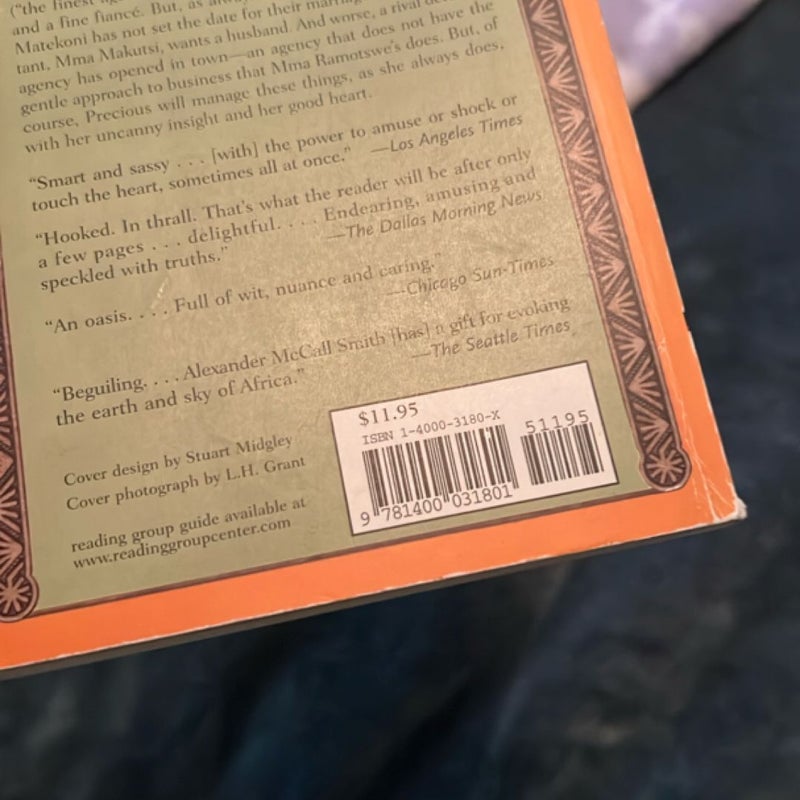 ("the finest
and a fine fiancé. But, as
Matekoni has not set the date for their
tant, Mma Makutsi, wants a husband. And worse, a rival
agency has opened in town—an agency that does not have the
gentle approach to business that Mma Ramotswe's does. But, of
course, Precious will manage these things, as she always does,
with her uncanny insight and her good heart.
"Smart and sassy . . . [with] the power to amuse or shock or
touch the heart, sometimes all at once." —Los Angeles Times
"Hooked. In thrall. That's what the reader will be after only
a few pages . . . delightful. . . . Endearing, amusing and
speckled with truths." —The Dallas Morning News
"An oasis. . . . Full of wit, nuance and caring."
—Chicago Sun-Times
"Beguiling. . . . Alexander McCall Smith [has] a gift for evoking
the earth and sky of Africa." —The Seattle Times
Cover design by Stuart Midgley
Cover photograph by L.H. Grant
reading group guide available at
www.readinggroupcenter.com
$11.95
ISBN 1-4000-3180-X
51195
9 781400 031801